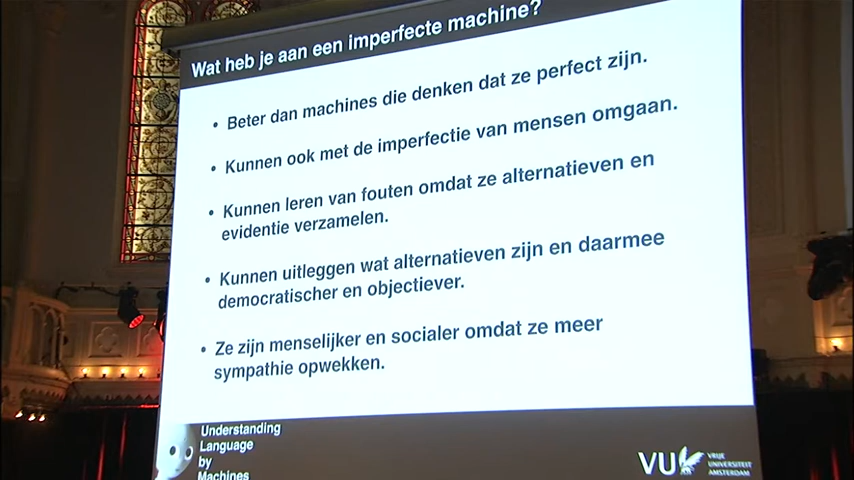 Wat heb je aan een imperfecte machine?
• Beter dan machines die denken dat ze perfect zijn.
• Kunnen ook met de imperfectie van mensen omgaan.
• Kunnen leren van fouten omdat ze alternatieven en
evidentie verzamelen.
• Kunnen uitleggen wat alternatieven zijn en daarmee
democratischer en objectiever.
• Ze zijn menselijker en socialer omdat ze meer
sympathie opwekken.
Understanding
Language
by
Machines
VU
VRIJE
UNIVERSITEIT
AMSTERDAM